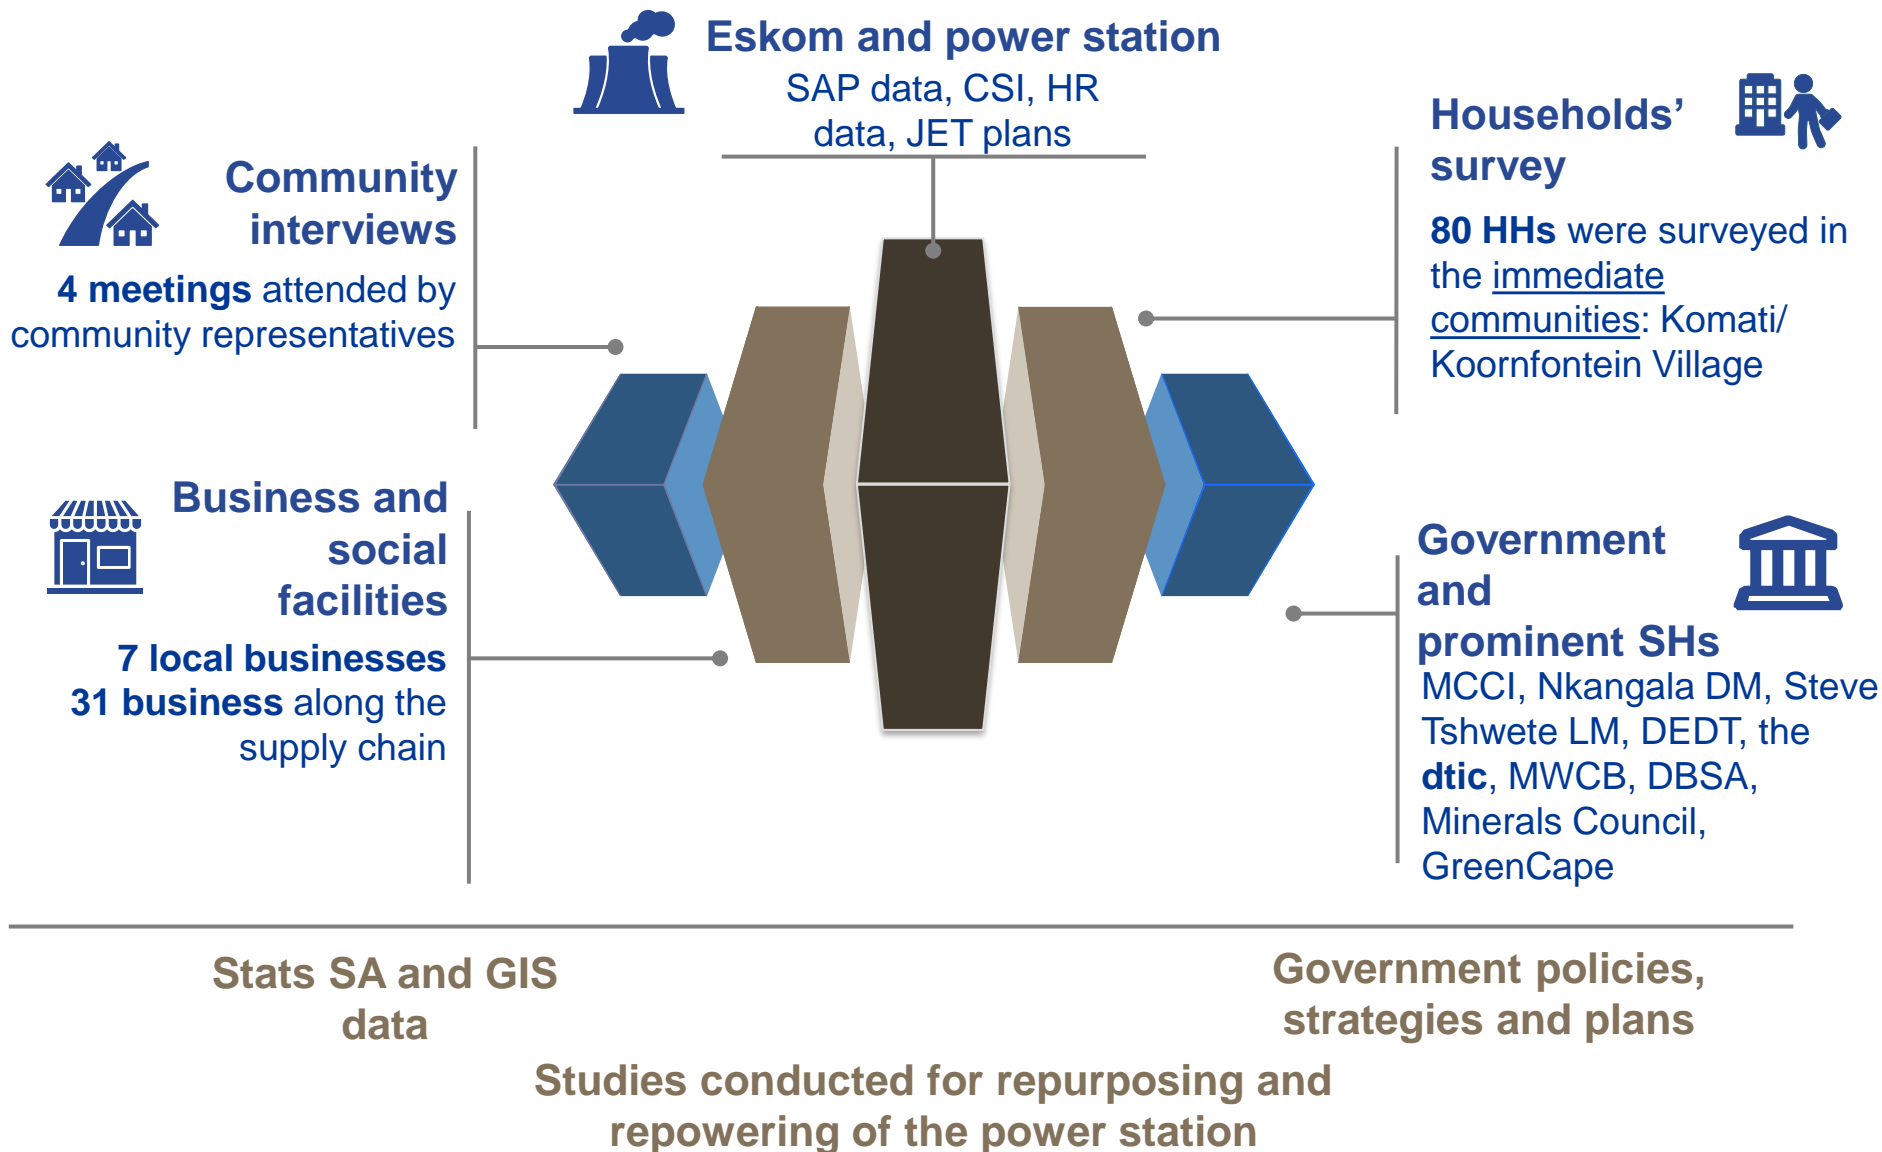 Eskom and power station
SAP data, CSI, HR
data, JET plans
Community
interviews
4 meetings attended by
community representatives
Households’
survey
80 HHs were surveyed in
the immediate
communities: Komati/
Koornfontein Village
Business and
social
facilities
7 local businesses
31 business along the
supply chain
Government
and
prominent SHs
MCCI, Nkangala DM, Steve
Tshwete LM, DEDT, the
dtic, MWCB, DBSA,
Minerals Council,
GreenCape
Stats SA and GIS
data
Government policies,
strategies and plans
Studies conducted for repurposing and
repowering of the power station